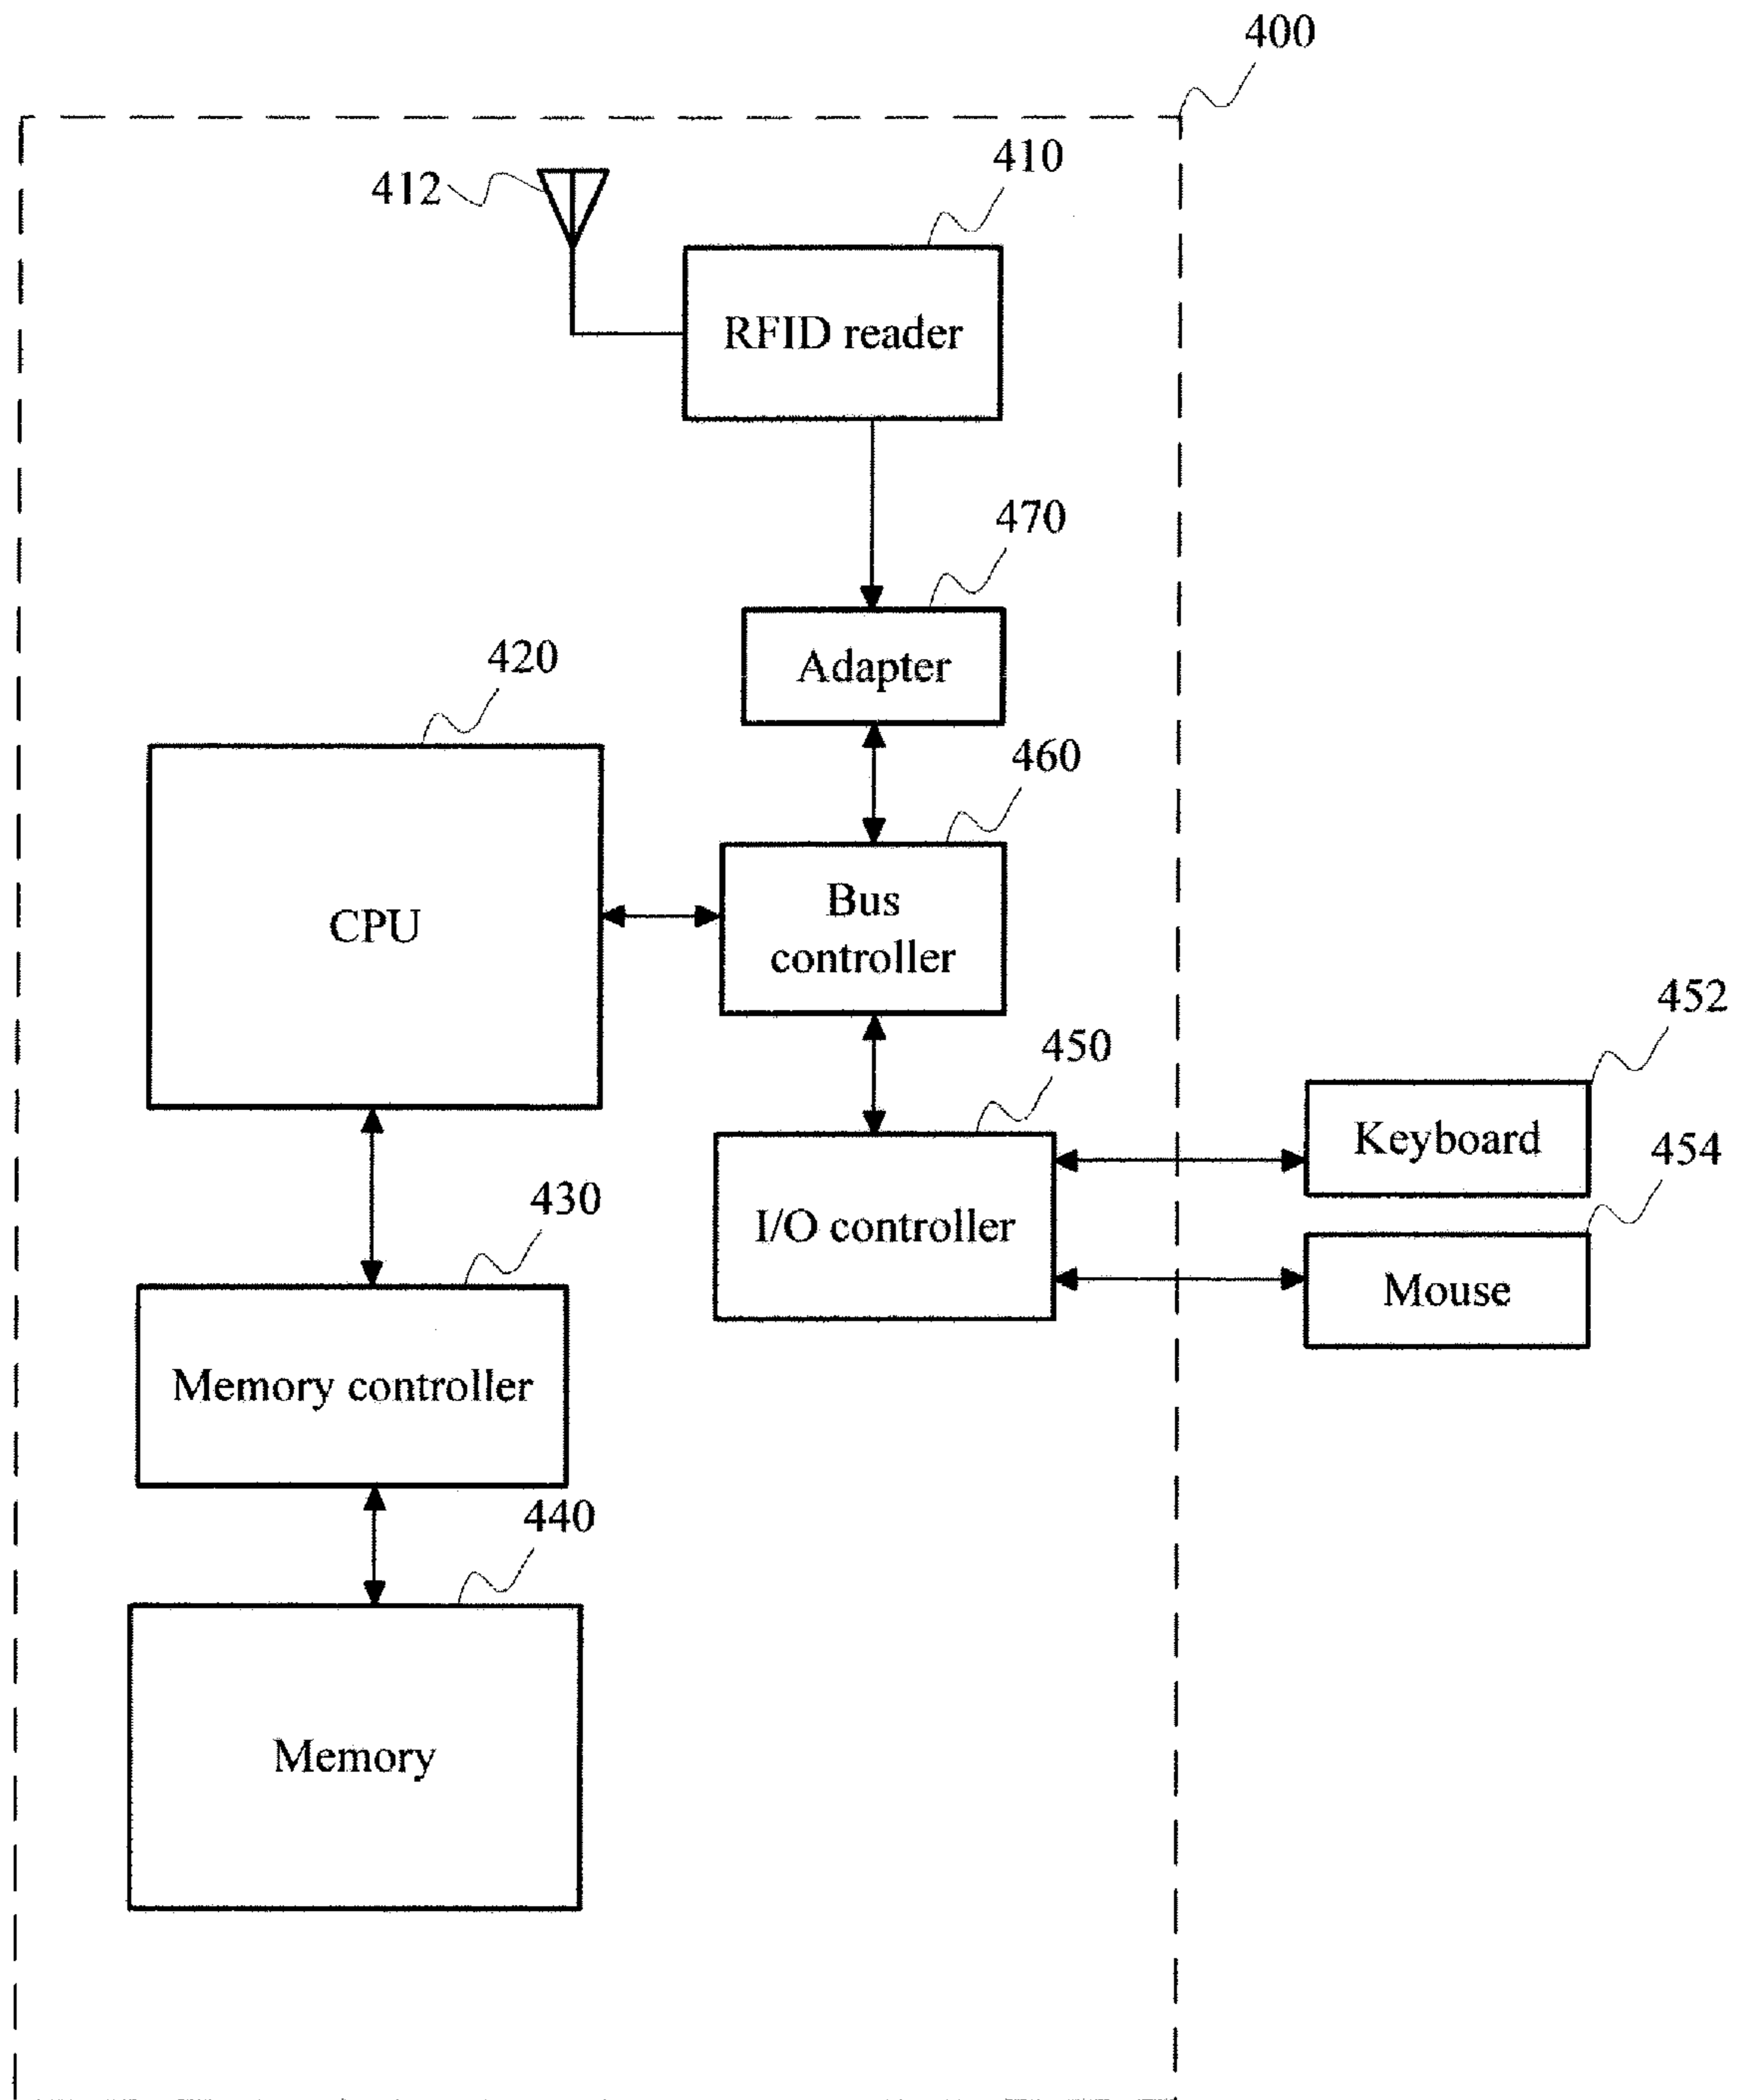 400
412
410
RFID reader
470
Adapter
420
460
CPU
Bus
controller
452
450
Keyboard
454
430
I/O controller
Mouse
Memory controller
440
Memory